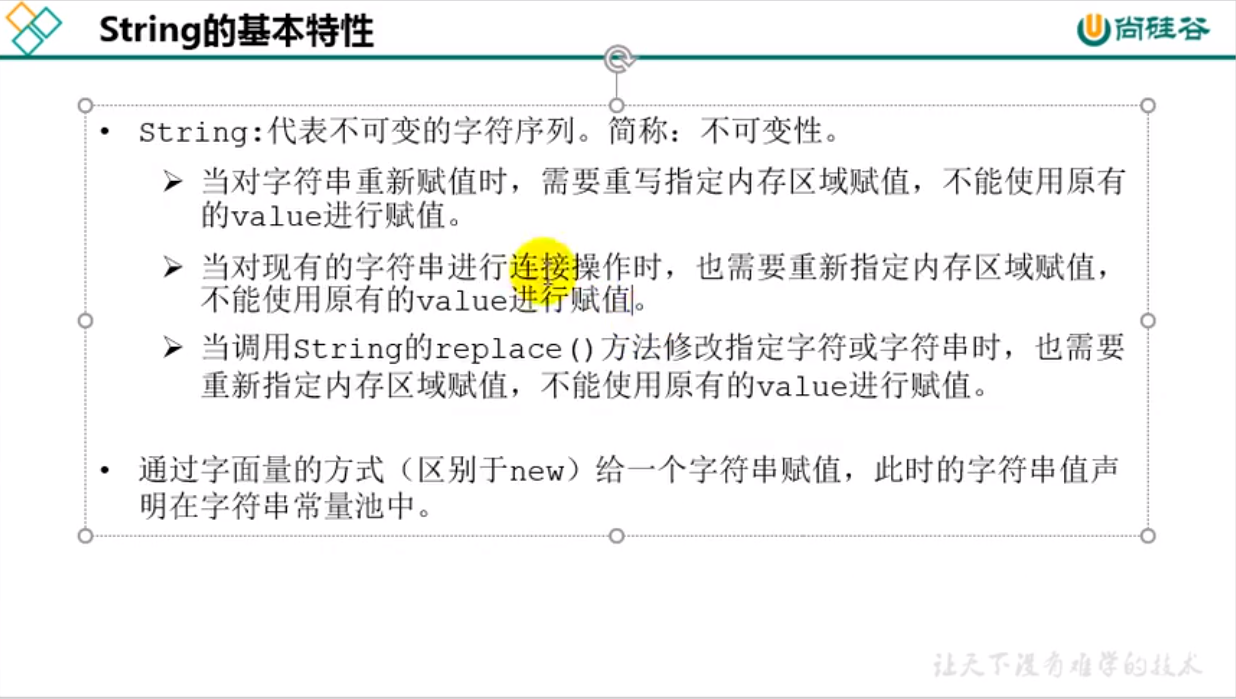 String的基本特性
尚硅谷
• String:代表不可变的字符序列。简称：不可变性。
➢ 当对字符串重新赋值时，需要重写指定内存区域赋值，不能使用原有
的value进行赋值。
➢ 当对现有的字符串进行连接操作时，也需要重新指定内存区域赋值，
不能使用原有的value进行赋值。
➢ 当调用String的replace()方法修改指定字符或字符串时，也需要
重新指定内存区域赋值，不能使用原有的value进行赋值。
• 通过字面量的方式（区别于new）给一个字符串赋值，此时的字符串值声
明在字符串常量池中。
让天下没有难学的技术